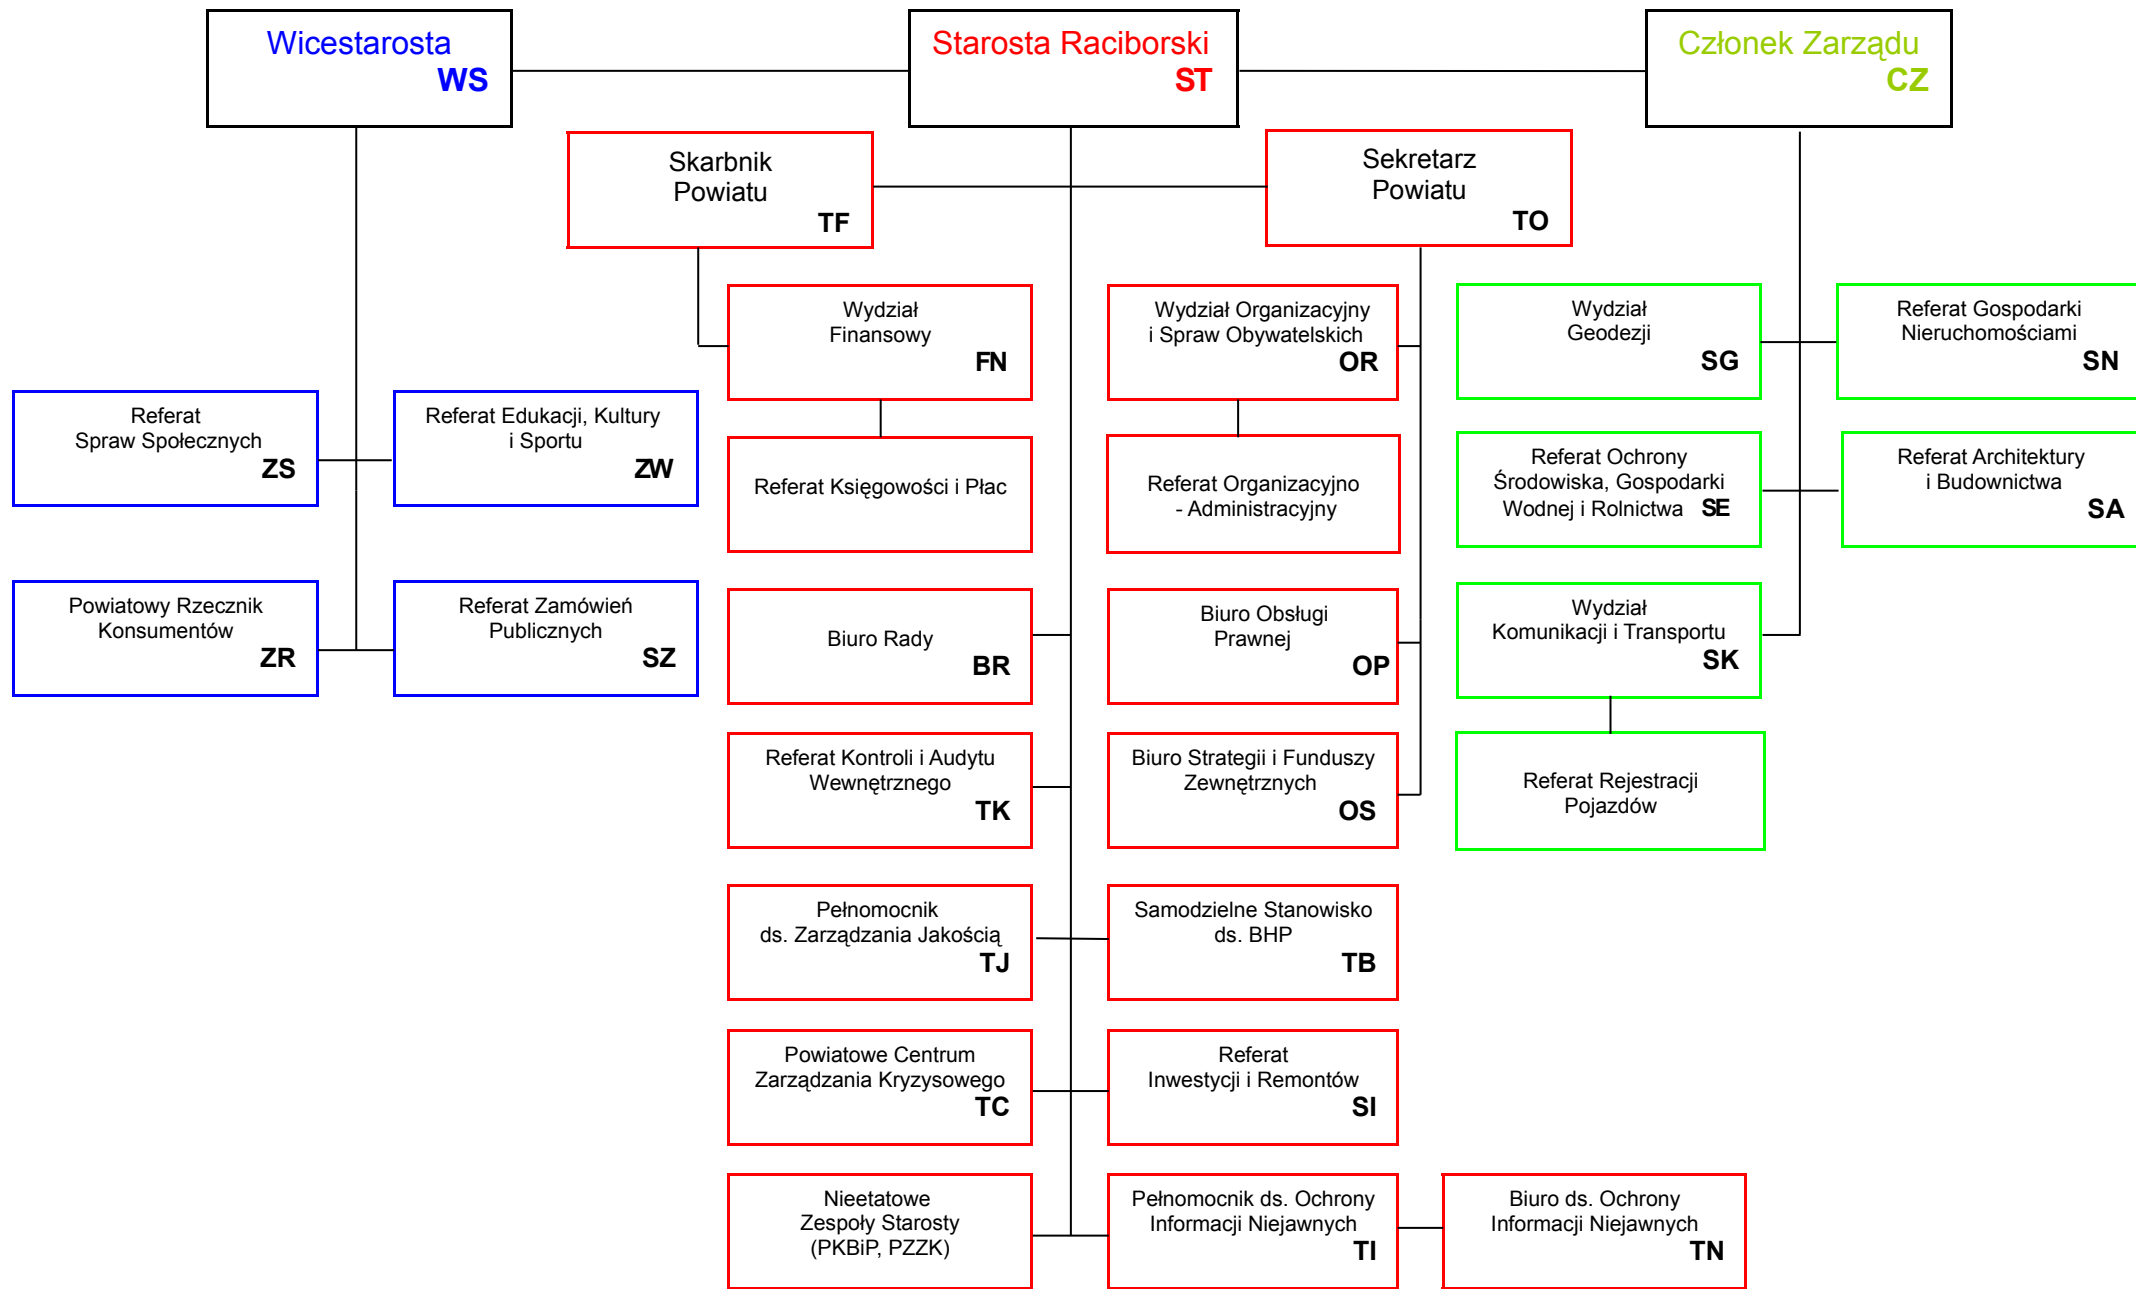 Wicestarosta
WS
Starosta Raciborski
ST
Członek Zarządu
CZ
Skarbnik
Powiatu
TF
Sekretarz
Powiatu
TO
Wydział
Finansowy
FN
Wydział Organizacyjny
i Spraw Obywatelskich
OR
Wydział
Geodezji
SG
Referat Gospodarki
Nieruchomościami
SN
Referat
Spraw Społecznych
ZS
Referat Edukacji, Kultury
i Sportu
ZW
Referat Księgowości i Płac
Referat Organizacyjno
- Administracyjny
Referat Ochrony
Środowiska, Gospodarki
Wodnej i Rolnictwa SE
Referat Architektury
i Budownictwa
SA
Powiatowy Rzecznik
Konsumentów
ZR
Referat Zamówień
Publicznych
SZ
Biuro Rady
BR
Biuro Obsługi
Prawnej
OP
Wydział
Komunikacji i Transportu
SK
Referat Kontroli i Audytu
Wewnętrznego
TK
Biuro Strategii i Funduszy
Zewnętrznych
OS
Referat Rejestracji
Pojazdów
Pełnomocnik
ds. Zarządzania Jakością
TJ
Samodzielne Stanowisko
ds. BHP
TB
Powiatowe Centrum
Zarządzania Kryzysowego
TC
Referat
Inwestycji i Remontów
SI
Nieetatowe
Zespoły Starosty
(PKBiP, PZZK)
Pełnomocnik ds. Ochrony
Informacji Niejawnych
TI
Biuro ds. Ochrony
Informacji Niejawnych
TN